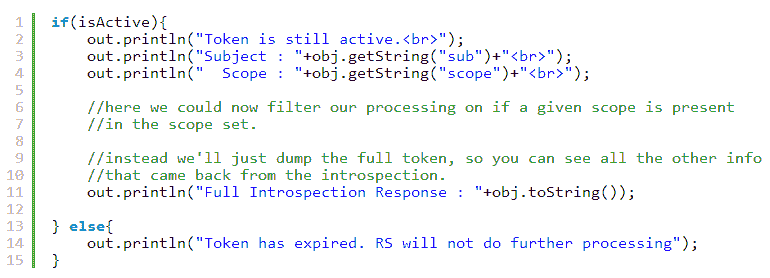 1 if(isActive){
2     out.println("Token is still active.<br>");
3     out.println("Subject : "+obj.getString("sub")+"<br>");
4     out.println("  Scope : "+obj.getString("scope")+"<br>");
5
6     //here we could now filter our processing on if a given scope is present
7     //in the scope set.
8
9     //instead we'll just dump the full token, so you can see all the other info
10     //that came back from the introspection.
11     out.println("Full Introspection Response : "+obj.toString());
12
13 } else{
14     out.println("Token has expired. RS will not do further processing");
15 }